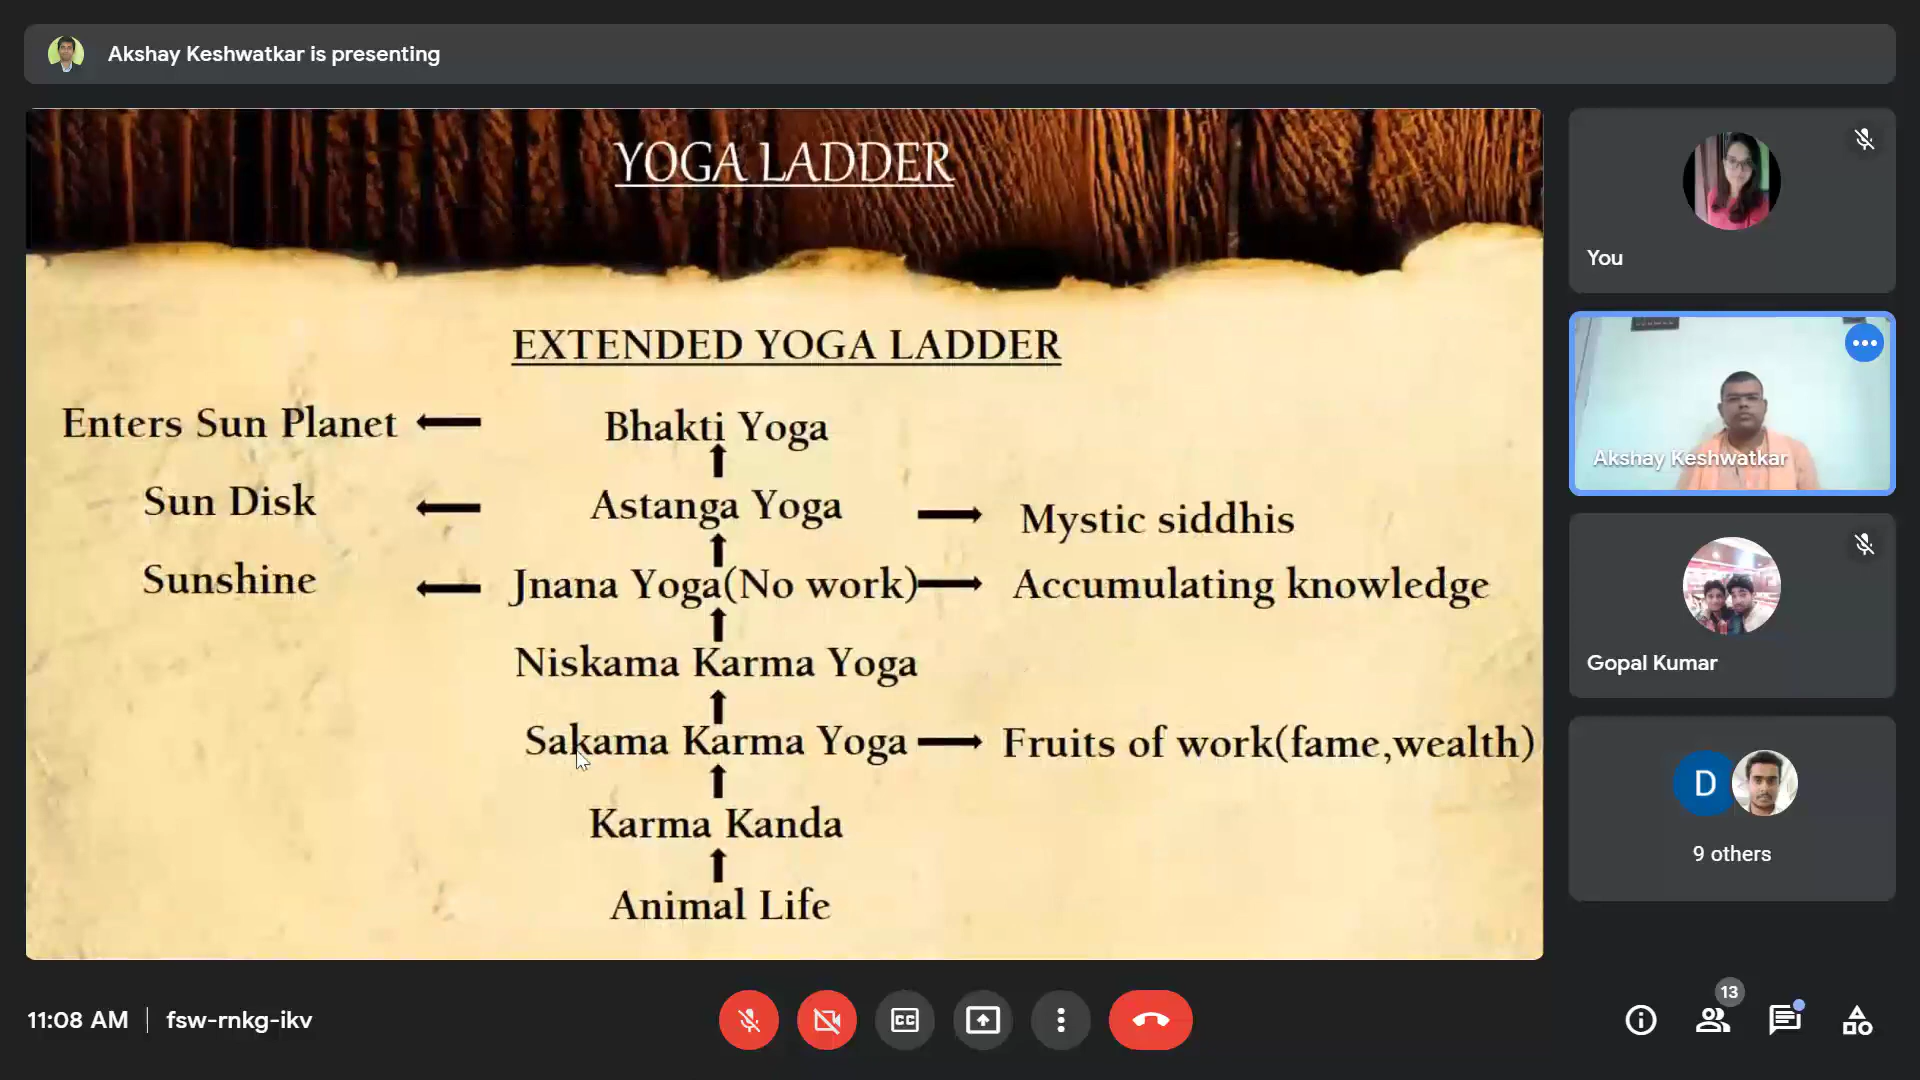 Akshay Keshwatkar is presenting
YOGA LADDER
EXTENDED YOGA LADDER
Enters Sun Planet Bhakti Yoga
Sun Disk Astanga Yoga Mystic siddhis
Sunshine Jnana Yoga(No work) Accumulating knowledge
Niskama Karma Yoga
Sakama Karma Yoga Fruits of work(fame,wealth)
Karma Kanda
Animal Life
You
Akshay Keshwatkar
Gopal Kumar
D
9 others
11:08 AM fsw-rnkg-ikv
CC
13